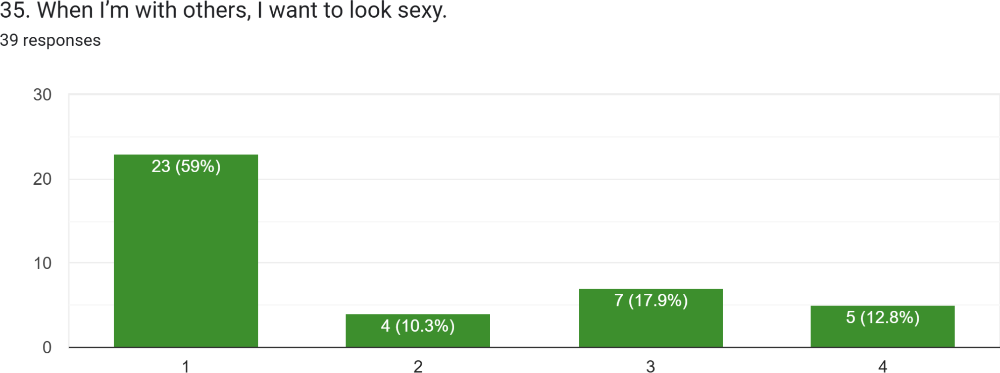 35. When I’m with others, I want to look sexy.
39 responses
30
20
10
0
23 (59%)
4 (10.3%)
7 (17.9%)
5 (12.8%)
1 2 3 4